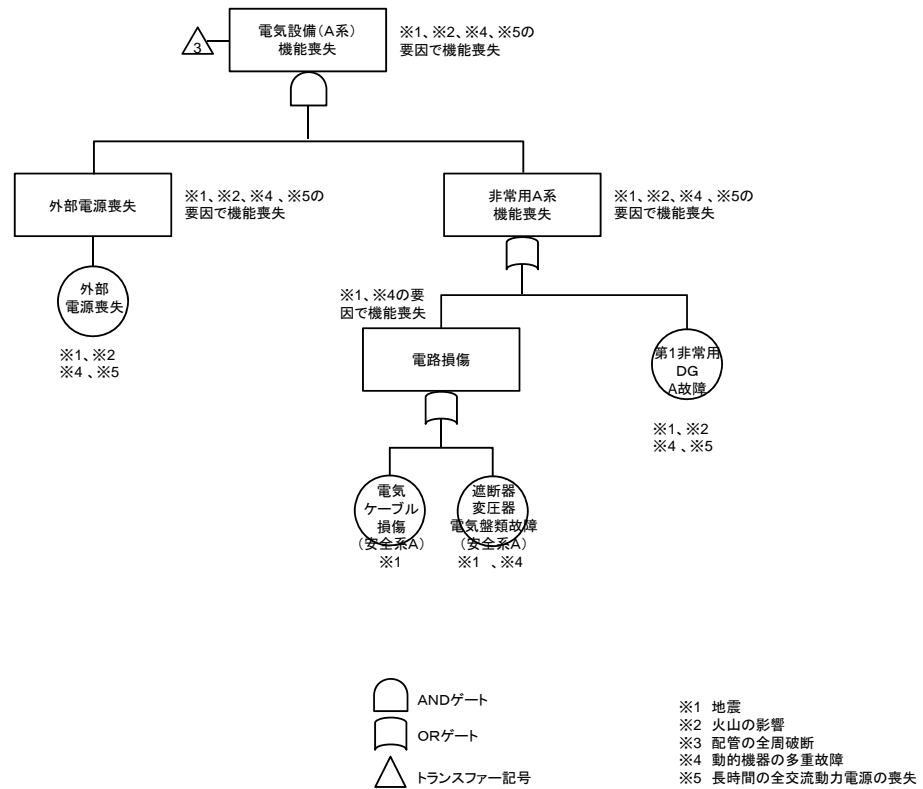 電気設備(A系)
機能喪失
3
※1、※2、※4、※5の
要因で機能喪失
外部電源喪失
※1、※2、※4 、※5の
要因で機能喪失
非常用A系
機能喪失
※1、※2、※4 、※5の
要因で機能喪失
外部
電源喪失
※1、※2
※4 、※5
※1、※4の要
因で機能喪失
電路損傷
第1非常用
DG
A故障
※1、※2
※4 、※5
電気
ケーブル
損傷
(安全系A)
※1
遮断器
変圧器
電気盤類故障
(安全系A)
※1 、※4
ANDゲート
ORゲート
トランスファー記号
※1 地震
※2 火山の影響
※3 配管の全周破断
※4 動的機器の多重故障
※5 長時間の全交流動力電源の喪失